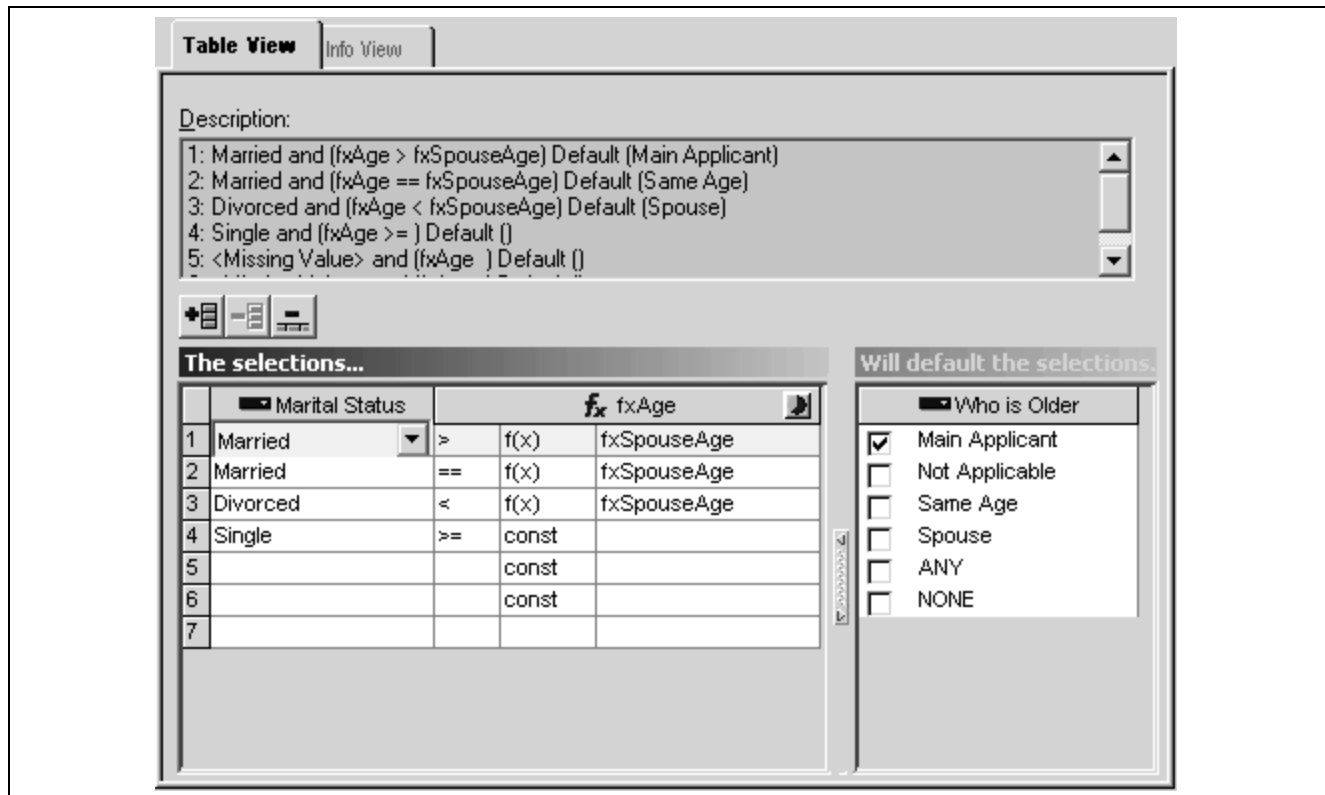 Table View Info View
Description:
1: Married and (fxAge > fxSpouseAge) Default (Main Applicant)
2: Married and (fxAge == fxSpouseAge) Default (Same Age)
3: Divorced and (fxAge < fxSpouseAge) Default (Spouse)
4: Single and (fxAge >= ) Default ()
5: <Missing Value> and (fxAge ) Default ()
The selections...
Marital Status fx fxAge
1 Married > f(x) fxSpouseAge
2 Married == f(x) fxSpouseAge
3 Divorced < f(x) fxSpouseAge
4 Single >= const
5 const
6 const
7
Will default the selections.
Who is Older
Main Applicant
Not Applicable
Same Age
Spouse
ANY
NONE